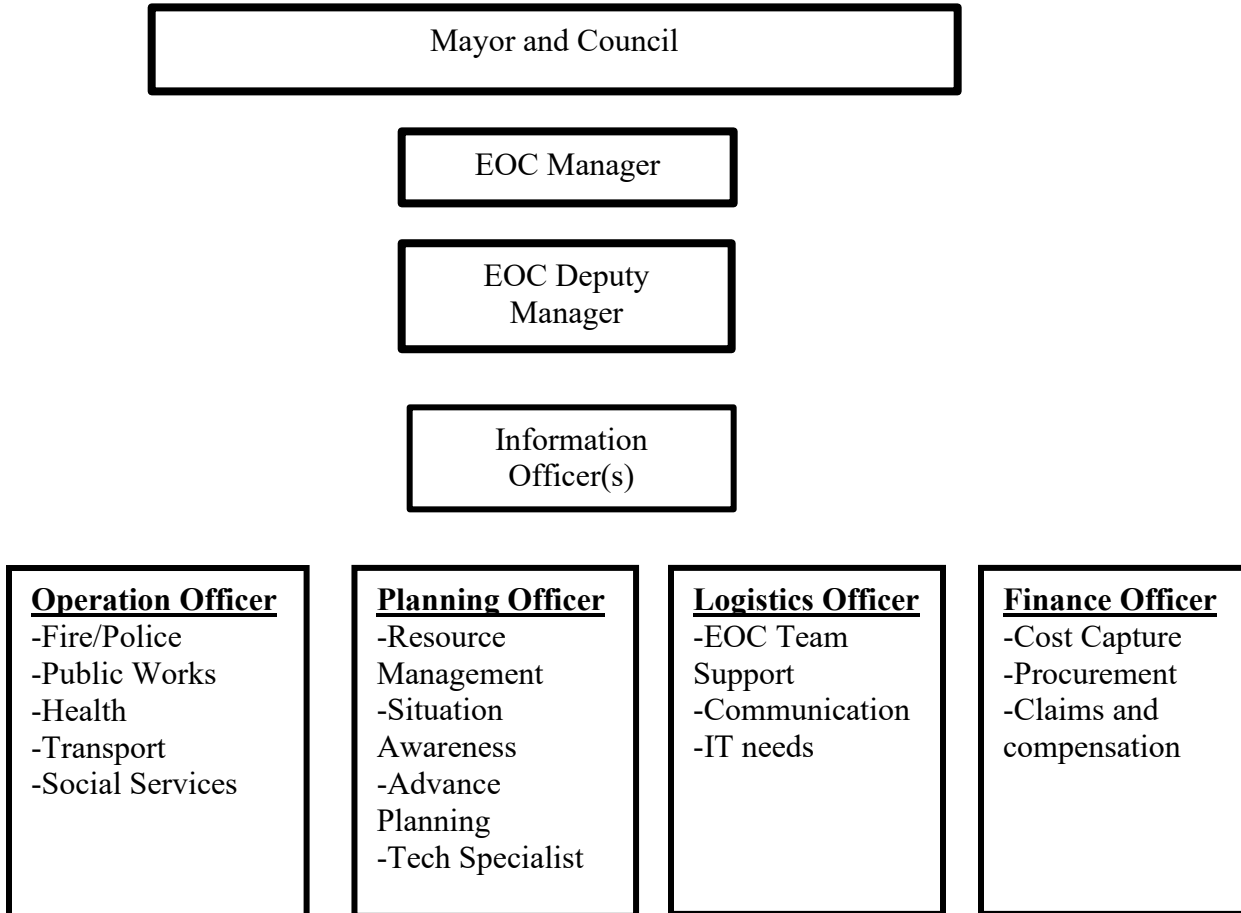 Mayor and Council
EOC Manager
EOC Deputy
Manager
Information
Officer(s)
Operation Officer
-Fire/Police
-Public Works
-Health
-Transport
-Social Services
Planning Officer
-Resource
Management
-Situation
Awareness
-Advance
Planning
-Tech Specialist
Logistics Officer
-EOC Team
Support
-Communication
-IT needs
Finance Officer
-Cost Capture
-Procurement
-Claims and
compensation